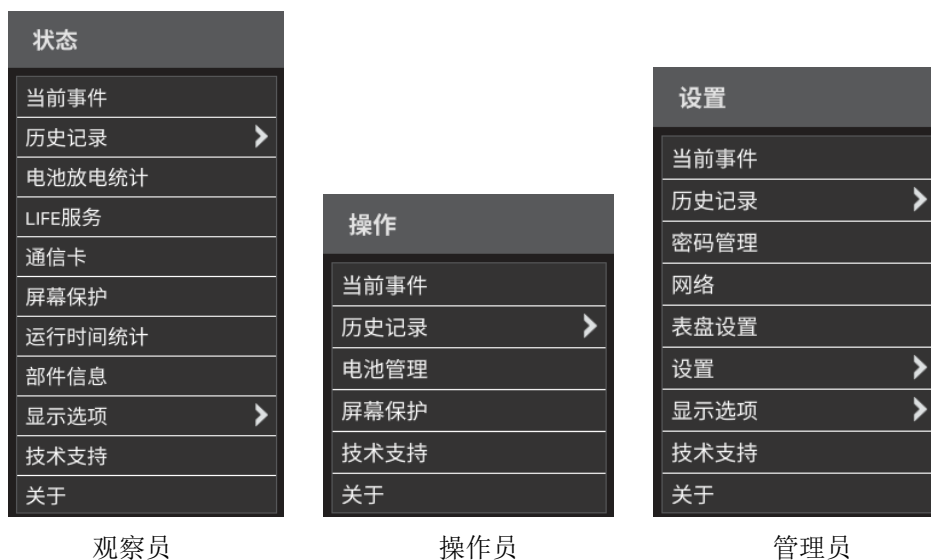 状态
当前事件
历史记录
电池放电统计
LIFE服务
通信卡
屏幕保护
运行时间统计
部件信息
显示选项
技术支持
关于
观察员
操作
当前事件
历史记录
电池管理
屏幕保护
技术支持
关于
操作员
设置
当前事件
历史记录
密码管理
网络
表盘设置
设置
显示选项
技术支持
关于
管理员